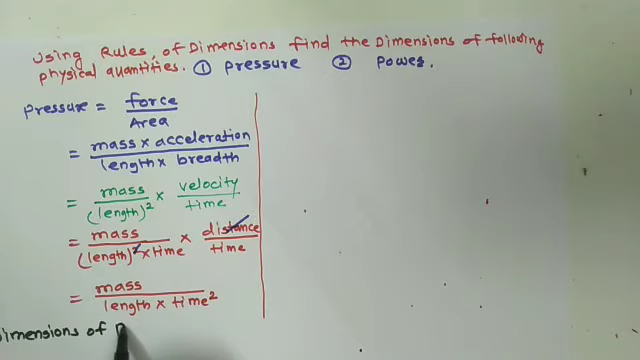 Using Rules, of Dimensions find the Dimensions of following
physical quantities. ① pressure ② power.
pressure = force / Area
= mass × acceleration / length × breadth
= mass / (length)² × velocity / time
= mass / (length)² × time × distance / time
= mass / length × time²
Dimensions of